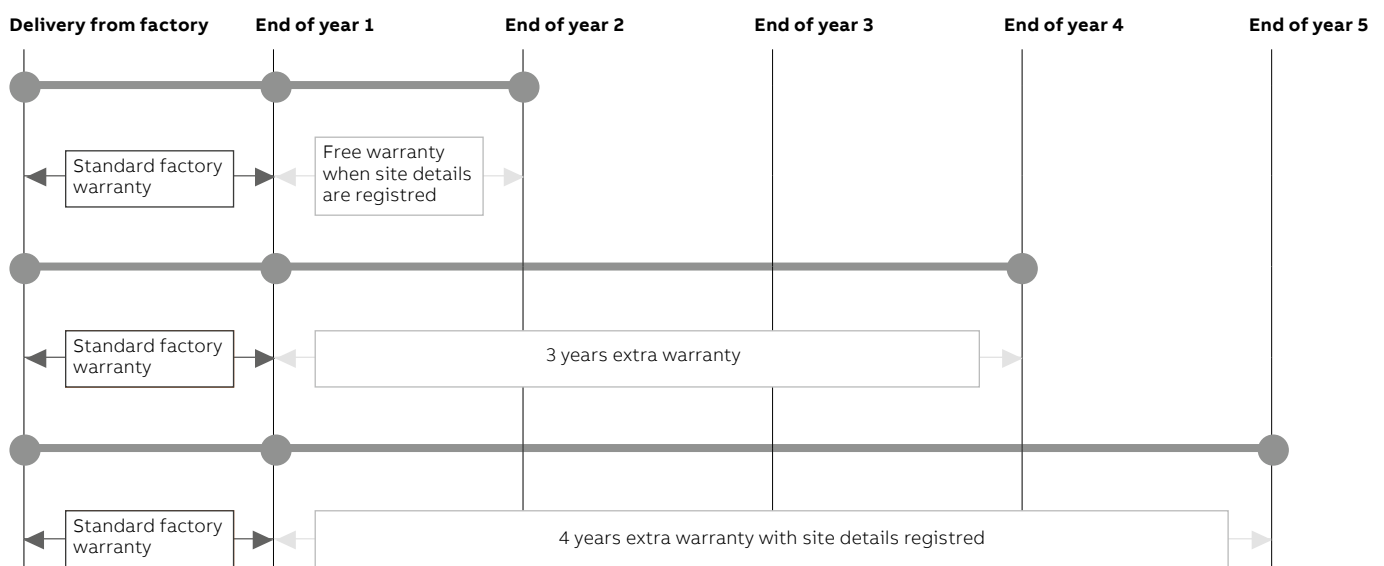 Delivery from factory End of year 1 End of year 2 End of year 3 End of year 4 End of year 5
Standard factory
warranty
Free warranty
when site details
are registred
Standard factory
warranty
3 years extra warranty
Standard factory
warranty
4 years extra warranty with site details registred